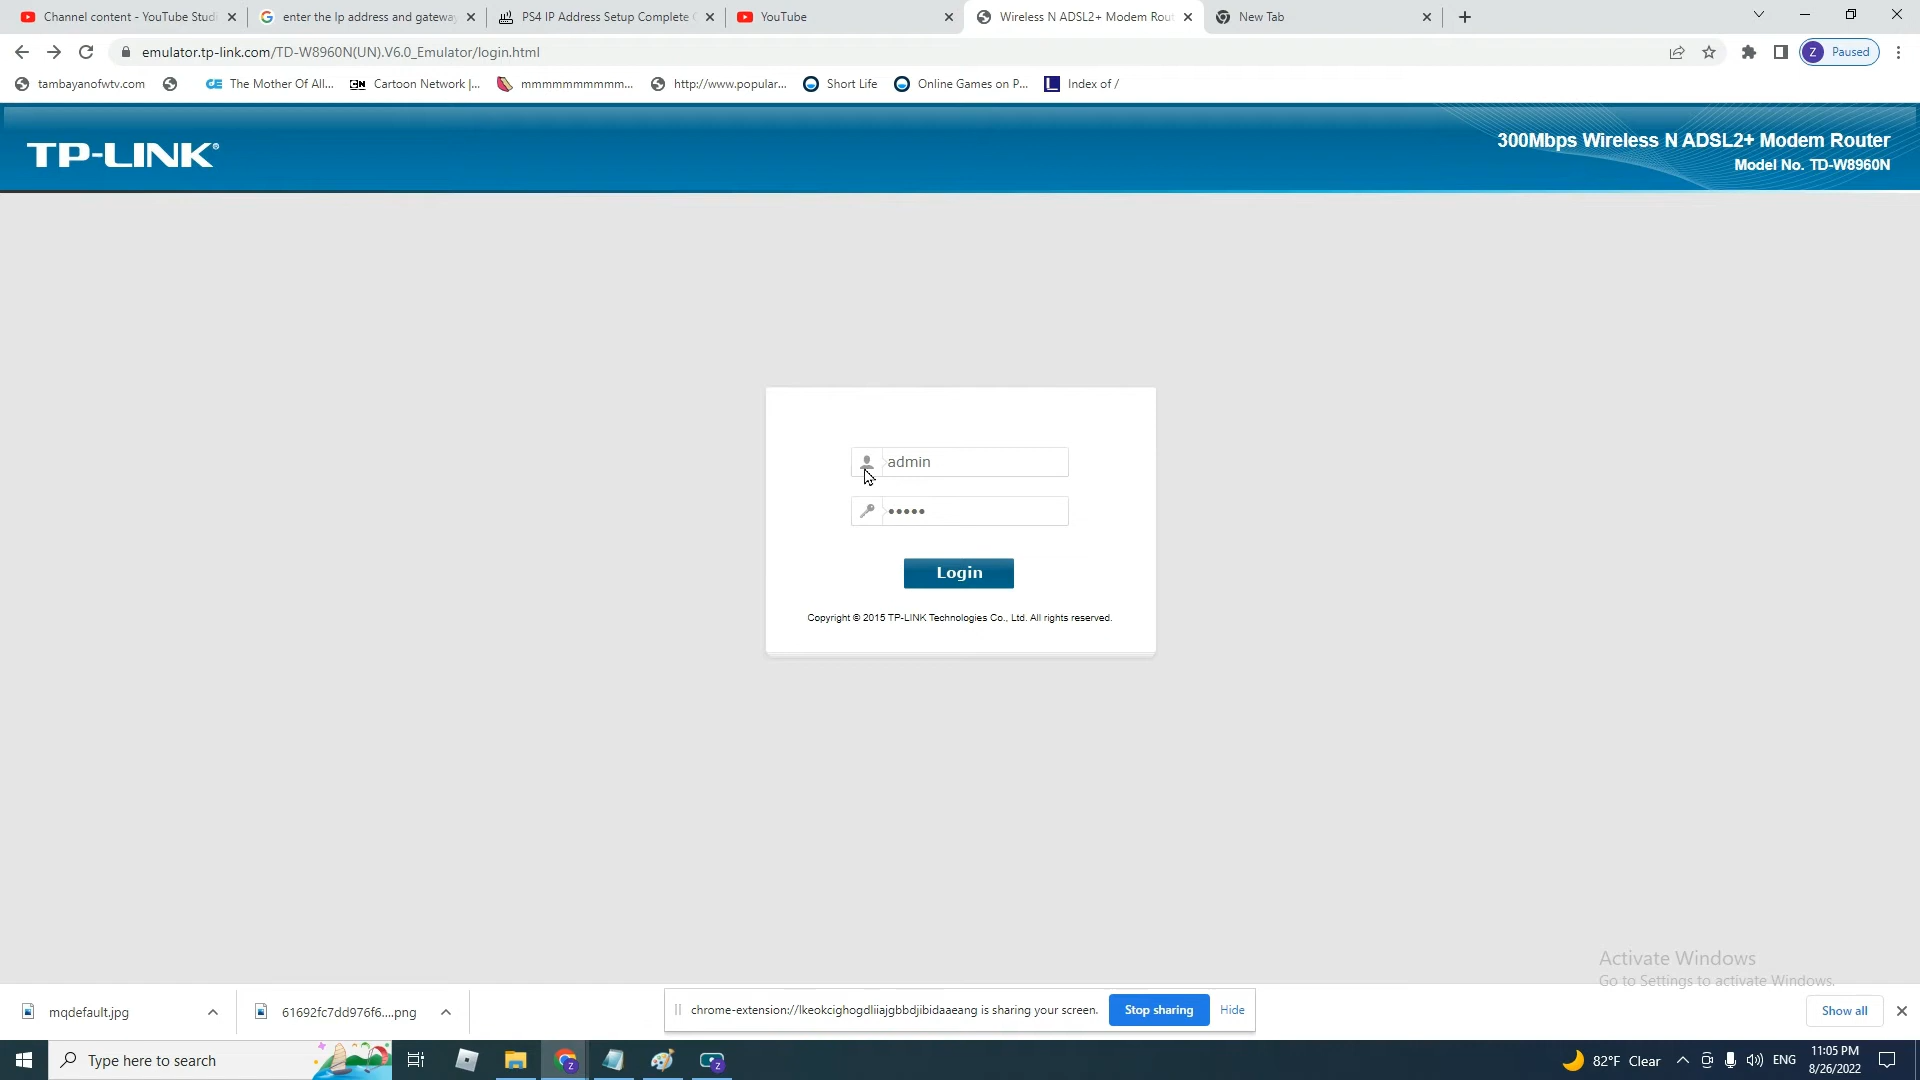 Channel content - YouTube Studi
enter the Ip address and gateway
PS4 IP Address Setup Complete G
YouTube
Wireless N ADSL2+ Modem Rout
New Tab
emulator.tp-link.com/TD-W8960N(UN).V6.0_Emulator/login.html
Z Paused
tambayanofwtv.com
The Mother Of All...
Cartoon Network |...
mmmmmmmmmm...
http://www.popular...
Short Life
Online Games on P...
Index of /
TP-LINK®
300Mbps Wireless N ADSL2+ Modem Router
Model No. TD-W8960N
admin
Login
Copyright © 2015 TP-LINK Technologies Co., Ltd. All rights reserved.
Activate Windows
Go to Settings to activate Windows.
mqdefault.jpg
61692fc7dd976f6....png
chrome-extension://lkeokcighogdliiajgbbdjibidaaeang is sharing your screen.
Stop sharing
Hide
Show all
Type here to search
82°F Clear
ENG
11:05 PM
8/26/2022